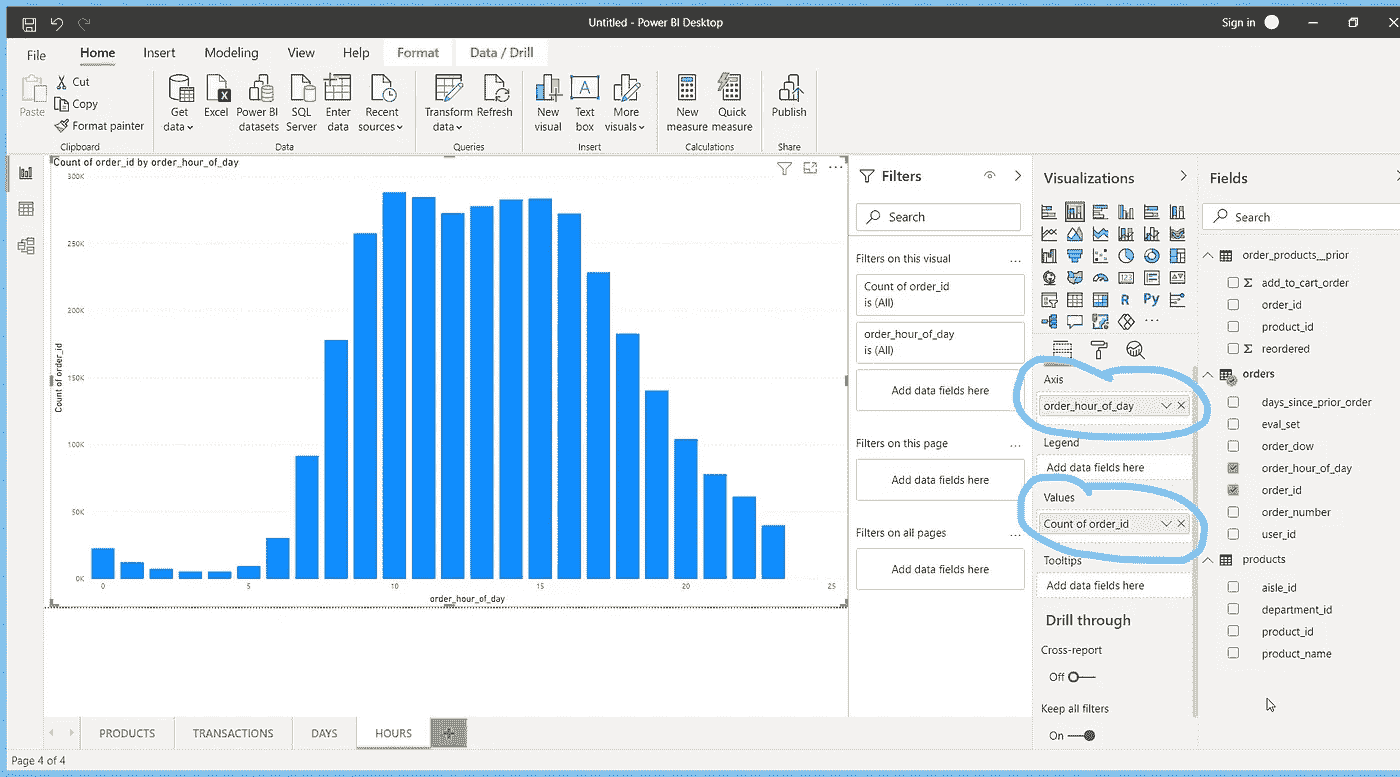 Untitled - Power BI Desktop
Sign in
File
Home
Insert
Modeling
View
Help
Format
Data / Drill
Paste
Cut
Copy
Format painter
Clipboard
Get data
Excel
Power BI datasets
SQL Server
Enter data
Recent sources
Data
Transform data
Refresh
Queries
New visual
A
Text box
More visuals
Insert
New measure
Quick measure
Calculations
Publish
Share
Count of order_id by order_hour_of_day
300K
250K
200K
150K
100K
50K
0K
Count of order_id
0
5
10
15
20
25
order_hour_of_day
Filters
Search
Filters on this visual
...
Count of order_id
is (All)
order_hour_of_day
is (All)
Add data fields here
Filters on this page
...
Add data fields here
Filters on all pages
...
Add data fields here
Visualizations
123
R
Py
...
Axis
order_hour_of_day
Legend
Add data fields here
Values
Count of order_id
Tooltips
Add data fields here
Drill through
Cross-report
Off
Keep all filters
On
Fields
Search
order_products__prior
Σ add_to_cart_order
order_id
product_id
Σ reordered
orders
days_since_prior_order
eval_set
order_dow
order_hour_of_day
order_id
order_number
user_id
products
aisle_id
department_id
product_id
product_name
PRODUCTS
TRANSACTIONS
DAYS
HOURS
+
Page 4 of 4